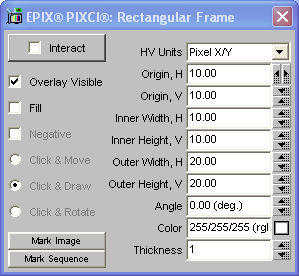 EPIX® PIXCI®: Rectangular Frame
Interact
Overlay Visible
Fill
Negative
Click & Move
Click & Draw
Click & Rotate
Mark Image
Mark Sequence
HV Units Pixel X/Y
Origin, H 10.00
Origin, V 10.00
Inner Width, H 10.00
Inner Height, V 10.00
Outer Width, H 20.00
Outer Height, V 20.00
Angle 0.00 (deg.)
Color 255/255/255 (rgl
Thickness 1